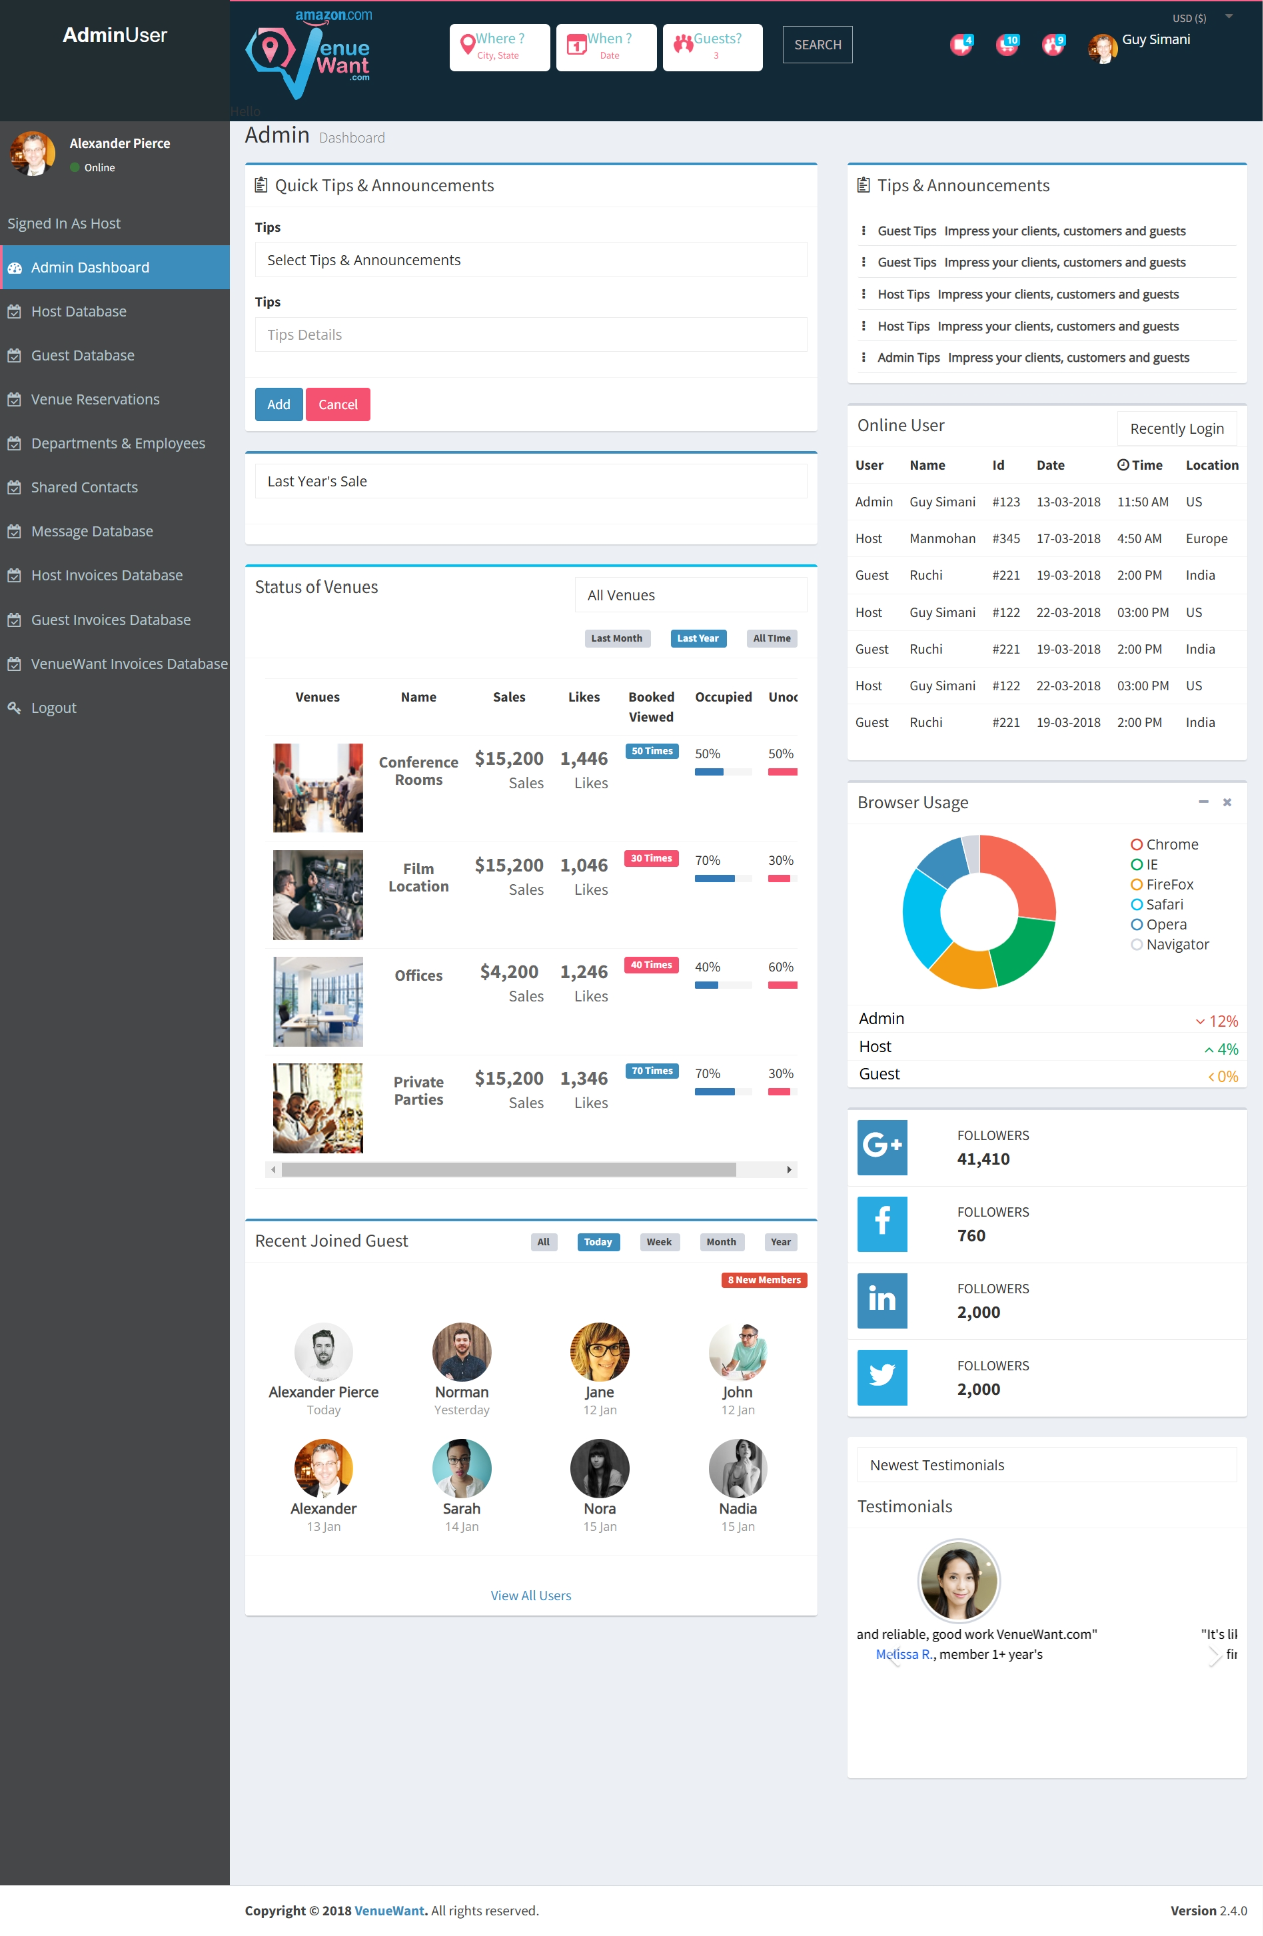 AdminUser
amazon.com
Venue
Want
.com
Where ?
City, State
When ?
Date
Guests?
3
SEARCH
USD ($)
4
10
9
Guy Simani
Hello
Alexander Pierce
Online
Signed In As Host
Admin Dashboard
Host Database
Guest Database
Venue Reservations
Departments & Employees
Shared Contacts
Message Database
Host Invoices Database
Guest Invoices Database
VenueWant Invoices Database
Logout
Admin Dashboard
Quick Tips & Announcements
Tips
Select Tips & Announcements
Tips
Tips Details
Add Cancel
Last Year's Sale
Status of Venues
All Venues
Last Month Last Year All TIme
Venues Name Sales Likes Booked Viewed Occupied Unoc
Conference Rooms $15,200 Sales 1,446 Likes 50 Times 50% 50%
Film Location $15,200 Sales 1,046 Likes 30 Times 70% 30%
Offices $4,200 Sales 1,246 Likes 40 Times 40% 60%
Private Parties $15,200 Sales 1,346 Likes 70 Times 70% 30%
Recent Joined Guest
All Today Week Month Year
8 New Members
Alexander Pierce Norman Jane John
Today Yesterday 12 Jan 12 Jan
Alexander Sarah Nora Nadia
13 Jan 14 Jan 15 Jan 15 Jan
View All Users
Tips & Announcements
Guest Tips Impress your clients, customers and guests
Guest Tips Impress your clients, customers and guests
Host Tips Impress your clients, customers and guests
Host Tips Impress your clients, customers and guests
Admin Tips Impress your clients, customers and guests
Online User
Recently Login
User Name Id Date Time Location
Admin Guy Simani #123 13-03-2018 11:50 AM US
Host Manmohan #345 17-03-2018 4:50 AM Europe
Guest Ruchi #221 19-03-2018 2:00 PM India
Host Guy Simani #122 22-03-2018 03:00 PM US
Guest Ruchi #221 19-03-2018 2:00 PM India
Host Guy Simani #122 22-03-2018 03:00 PM US
Guest Ruchi #221 19-03-2018 2:00 PM India
Browser Usage
Chrome
IE
FireFox
Safari
Opera
Navigator
Admin 12%
Host 4%
Guest 0%
G+
FOLLOWERS
41,410
f
FOLLOWERS
760
in
FOLLOWERS
2,000
FOLLOWERS
2,000
Newest Testimonials
Testimonials
and reliable, good work VenueWant.com" "It's lik
Melissa R., member 1+ year's fir
Copyright © 2018 VenueWant. All rights reserved.
Version 2.4.0